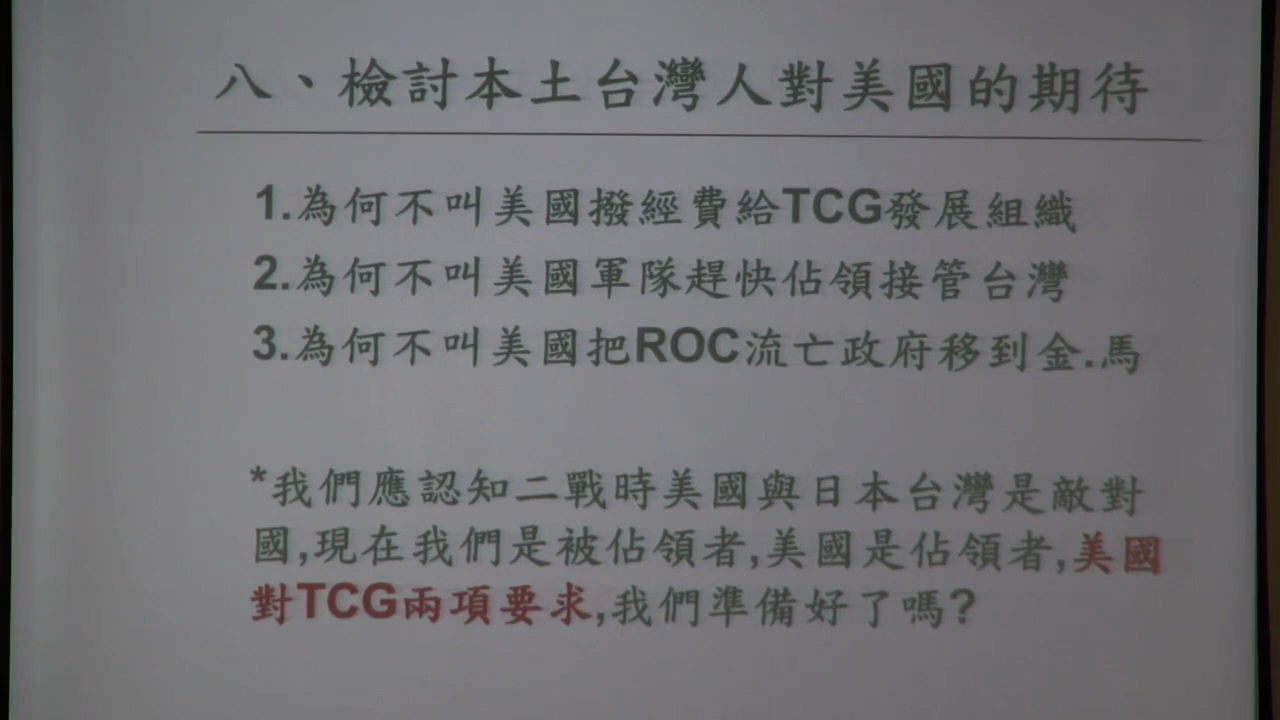 八、檢討本土台灣人對美國的期待
1.為何不叫美國撥經費給TCG發展組織
2.為何不叫美國軍隊趕快佔領接管台灣
3.為何不叫美國把ROC流亡政府移到金.馬
*我們應認知二戰時美國與日本台灣是敵對
國,現在我們是被佔領者,美國是佔領者,美國
對TCG兩項要求,我們準備好了嗎?